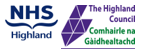 NHS
Highland
The Highland
Council
Comhairle na
Gàidhealtachd